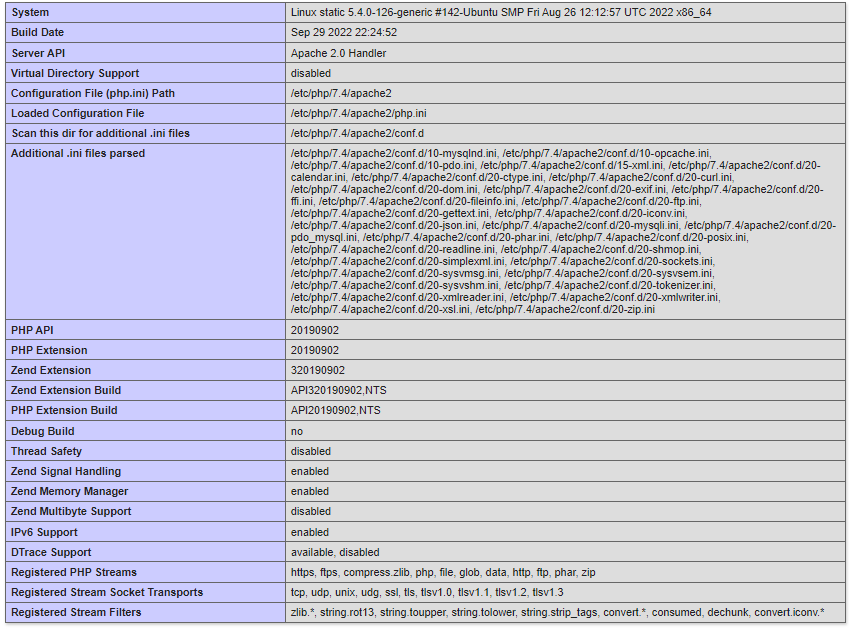 System Linux static 5.4.0-126-generic #142-Ubuntu SMP Fri Aug 26 12:12:57 UTC 2022 x86_64
Build Date Sep 29 2022 22:24:52
Server API Apache 2.0 Handler
Virtual Directory Support disabled
Configuration File (php.ini) Path /etc/php/7.4/apache2
Loaded Configuration File /etc/php/7.4/apache2/php.ini
Scan this dir for additional .ini files /etc/php/7.4/apache2/conf.d
Additional .ini files parsed /etc/php/7.4/apache2/conf.d/10-mysqlnd.ini, /etc/php/7.4/apache2/conf.d/10-opcache.ini,
/etc/php/7.4/apache2/conf.d/10-pdo.ini, /etc/php/7.4/apache2/conf.d/15-xml.ini, /etc/php/7.4/apache2/conf.d/20-
calendar.ini, /etc/php/7.4/apache2/conf.d/20-ctype.ini, /etc/php/7.4/apache2/conf.d/20-curl.ini,
/etc/php/7.4/apache2/conf.d/20-dom.ini, /etc/php/7.4/apache2/conf.d/20-exif.ini, /etc/php/7.4/apache2/conf.d/20-
ffi.ini, /etc/php/7.4/apache2/conf.d/20-fileinfo.ini, /etc/php/7.4/apache2/conf.d/20-ftp.ini,
/etc/php/7.4/apache2/conf.d/20-gettext.ini, /etc/php/7.4/apache2/conf.d/20-iconv.ini,
/etc/php/7.4/apache2/conf.d/20-json.ini, /etc/php/7.4/apache2/conf.d/20-mysqli.ini, /etc/php/7.4/apache2/conf.d/20-
pdo_mysql.ini, /etc/php/7.4/apache2/conf.d/20-phar.ini, /etc/php/7.4/apache2/conf.d/20-posix.ini,
/etc/php/7.4/apache2/conf.d/20-readline.ini, /etc/php/7.4/apache2/conf.d/20-shmop.ini,
/etc/php/7.4/apache2/conf.d/20-simplexml.ini, /etc/php/7.4/apache2/conf.d/20-sockets.ini,
/etc/php/7.4/apache2/conf.d/20-sysvmsg.ini, /etc/php/7.4/apache2/conf.d/20-sysvsem.ini,
/etc/php/7.4/apache2/conf.d/20-sysvshm.ini, /etc/php/7.4/apache2/conf.d/20-tokenizer.ini,
/etc/php/7.4/apache2/conf.d/20-xmlreader.ini, /etc/php/7.4/apache2/conf.d/20-xmlwriter.ini,
/etc/php/7.4/apache2/conf.d/20-xsl.ini, /etc/php/7.4/apache2/conf.d/20-zip.ini
PHP API 20190902
PHP Extension 20190902
Zend Extension 320190902
Zend Extension Build API320190902,NTS
PHP Extension Build API20190902,NTS
Debug Build no
Thread Safety disabled
Zend Signal Handling enabled
Zend Memory Manager enabled
Zend Multibyte Support disabled
IPv6 Support enabled
DTrace Support available, disabled
Registered PHP Streams https, ftps, compress.zlib, php, file, glob, data, http, ftp, phar, zip
Registered Stream Socket Transports tcp, udp, unix, udg, ssl, tls, tlsv1.0, tlsv1.1, tlsv1.2, tlsv1.3
Registered Stream Filters zlib.*, string.rot13, string.toupper, string.tolower, string.strip_tags, convert.*, consumed, dechunk, convert.iconv.*